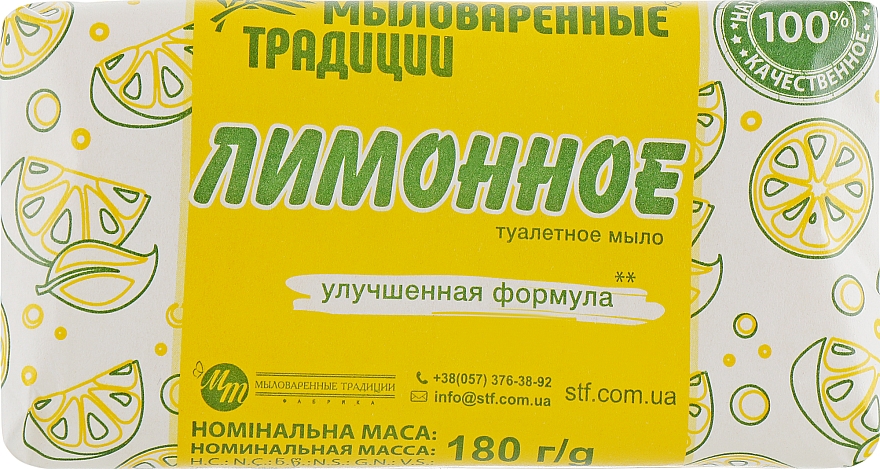 МЫЛОВАРЕННЫЕ
ТРАДИЦИИ
100%
КАЧЕСТВЕННОЕ
ЛИМОННОЕ
туалетное мыло
улучшенная формула**
Мт
МЫЛОВАРЕННЫЕ ТРАДИЦИИ
ФАБРИКА
+38(057) 376-38-92
info@stf.com.ua
stf.com.ua
НОМІНАЛЬНА МАСА:
НОМИНАЛЬНАЯ МАССА:
180 г/g